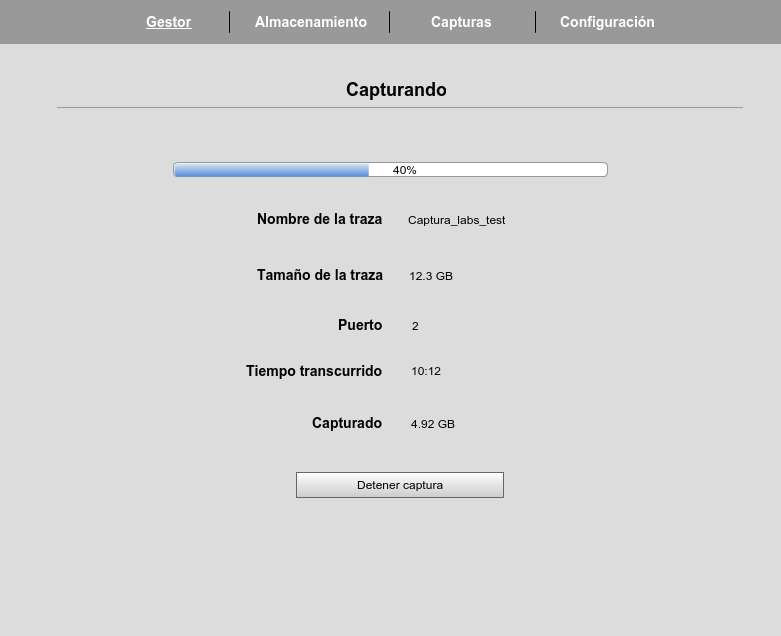 Gestor Almacenamiento Capturas Configuración
Capturando
40%
Nombre de la traza Captura_labs_test
Tamaño de la traza 12.3 GB
Puerto 2
Tiempo transcurrido 10:12
Capturado 4.92 GB
Detener captura